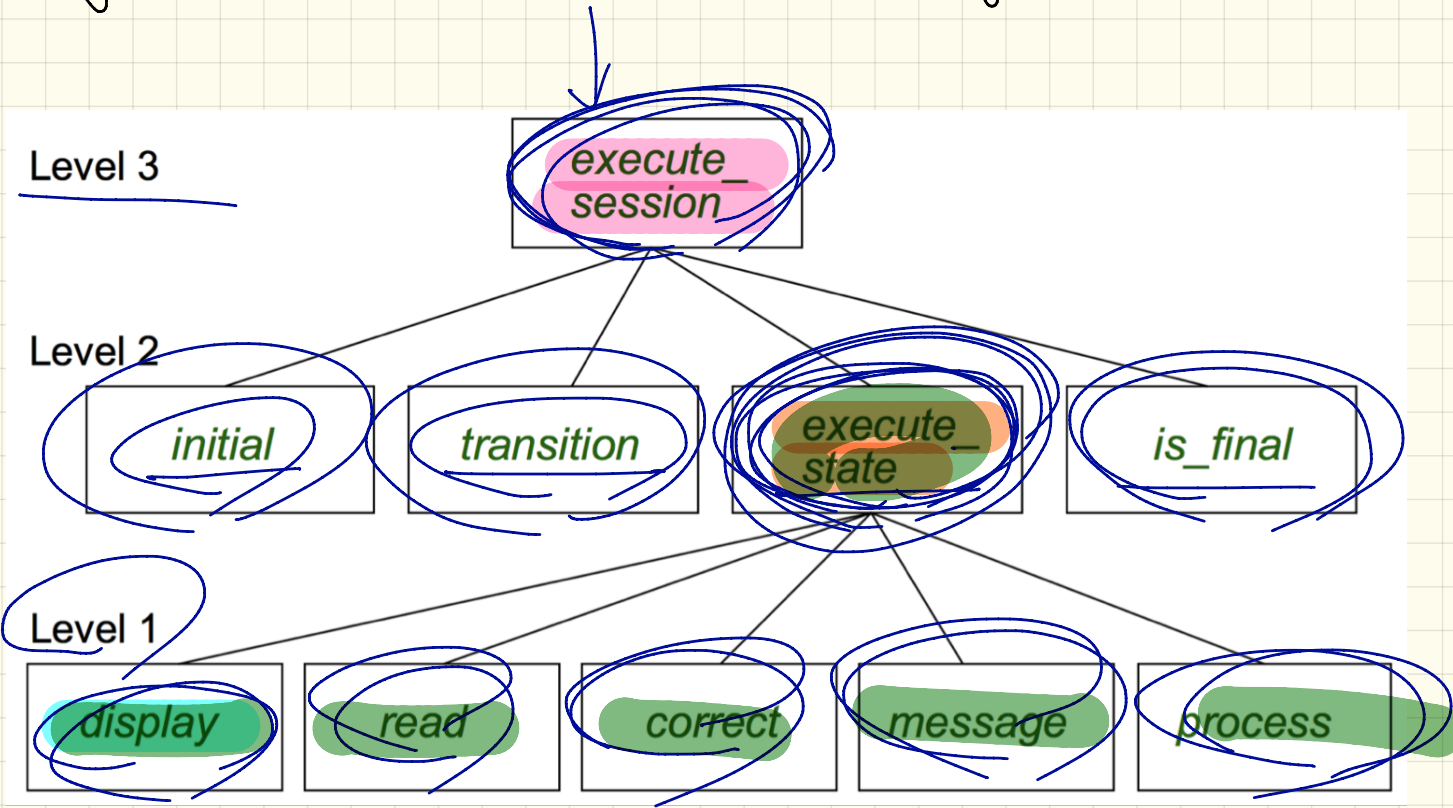 Level 3
execute_
session
Level 2
initial
transition
execute_
state
is_final
Level 1
display
read
correct
message
process